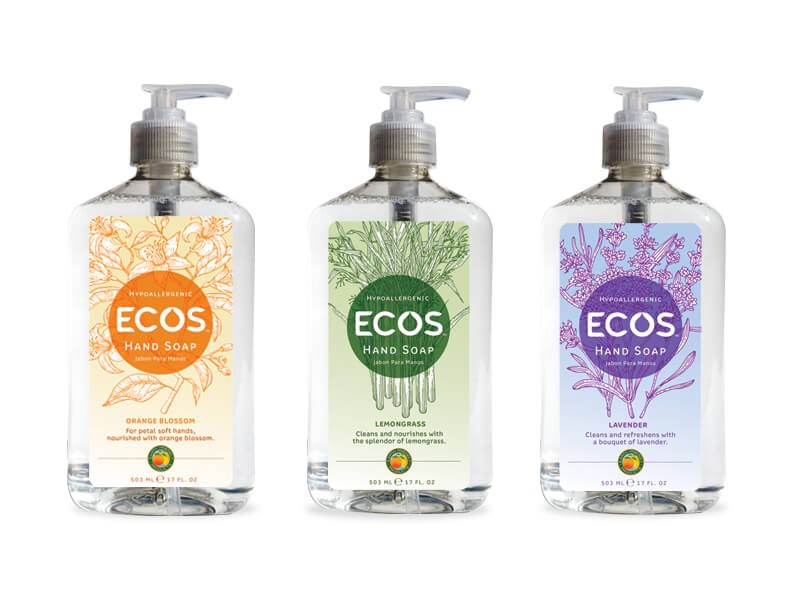 HYPOALLERGENIC
ECOS
HAND SOAP
Jabon Para Manos
ORANGE BLOSSOM
For petal soft hands,
nourished with orange blossom.
503 ML ℮ 17 FL. OZ
HYPOALLERGENIC
ECOS
HAND SOAP
Jabon Para Manos
LEMONGRASS
Cleans and nourishes with
the splendor of lemongrass.
503 ML ℮ 17 FL. OZ
HYPOALLERGENIC
ECOS
HAND SOAP
Jabon Para Manos
LAVENDER
Cleans and refreshens with
a bouquet of lavender.
503 ML ℮ 17 FL. OZ